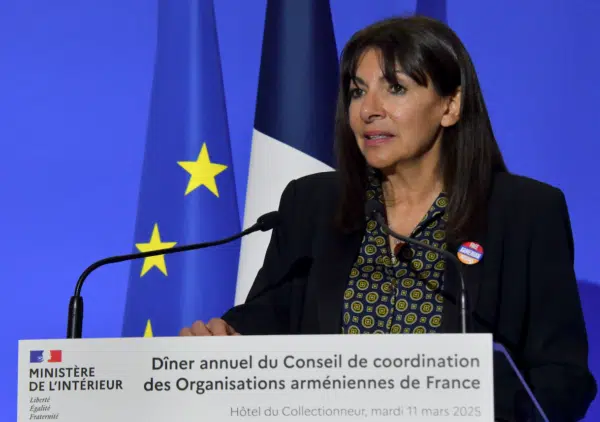 MINISTÈRE
DE L'INTÉRIEUR
Liberté
Égalité
Fraternité
Dîner annuel du Conseil de coordination
des Organisations arméniennes de France
Hôtel du Collectionneur, mardi 11 mars 2025